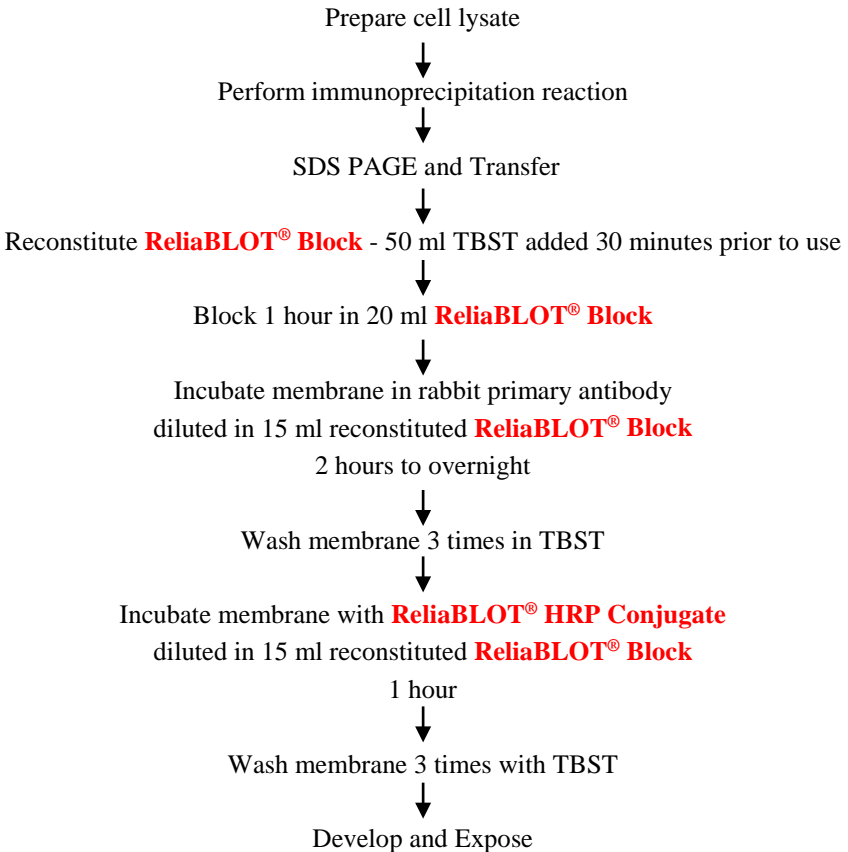 Prepare cell lysate
Perform immunoprecipitation reaction
SDS PAGE and Transfer
Reconstitute ReliaBLOT® Block - 50 ml TBST added 30 minutes prior to use
Block 1 hour in 20 ml ReliaBLOT® Block
Incubate membrane in rabbit primary antibody
diluted in 15 ml reconstituted ReliaBLOT® Block
2 hours to overnight
Wash membrane 3 times in TBST
Incubate membrane with ReliaBLOT® HRP Conjugate
diluted in 15 ml reconstituted ReliaBLOT® Block
1 hour
Wash membrane 3 times with TBST
Develop and Expose